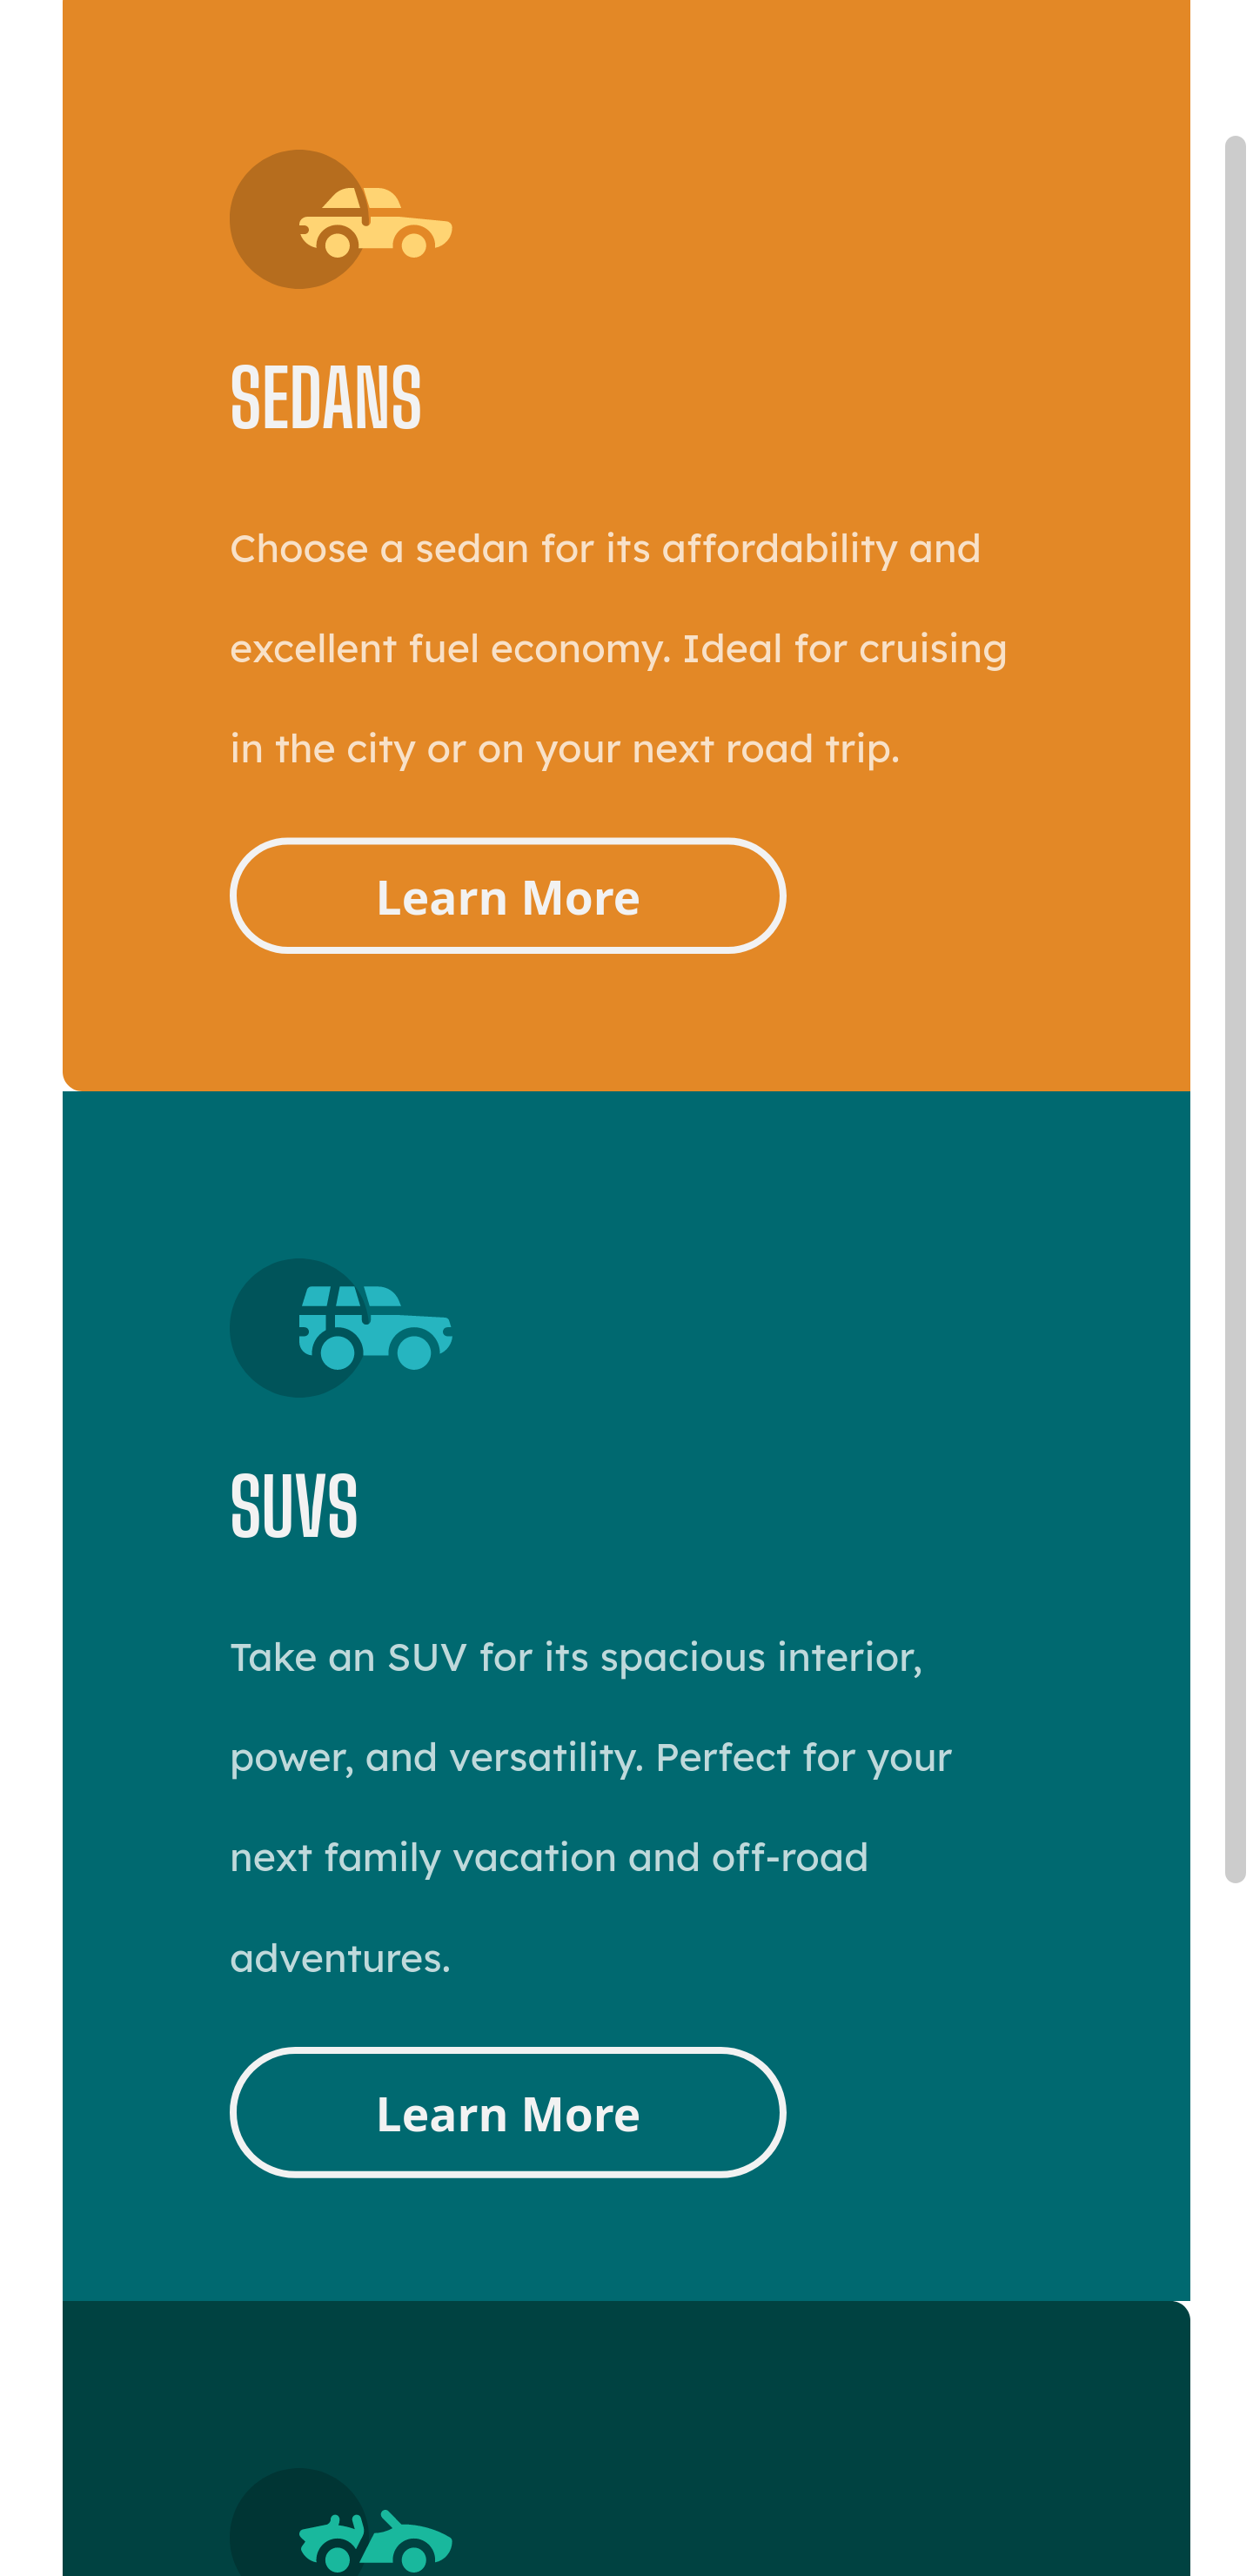 SEDANS
Choose a sedan for its affordability and
excellent fuel economy. Ideal for cruising
in the city or on your next road trip.
Learn More
SUVS
Take an SUV for its spacious interior,
power, and versatility. Perfect for your
next family vacation and off-road
adventures.
Learn More